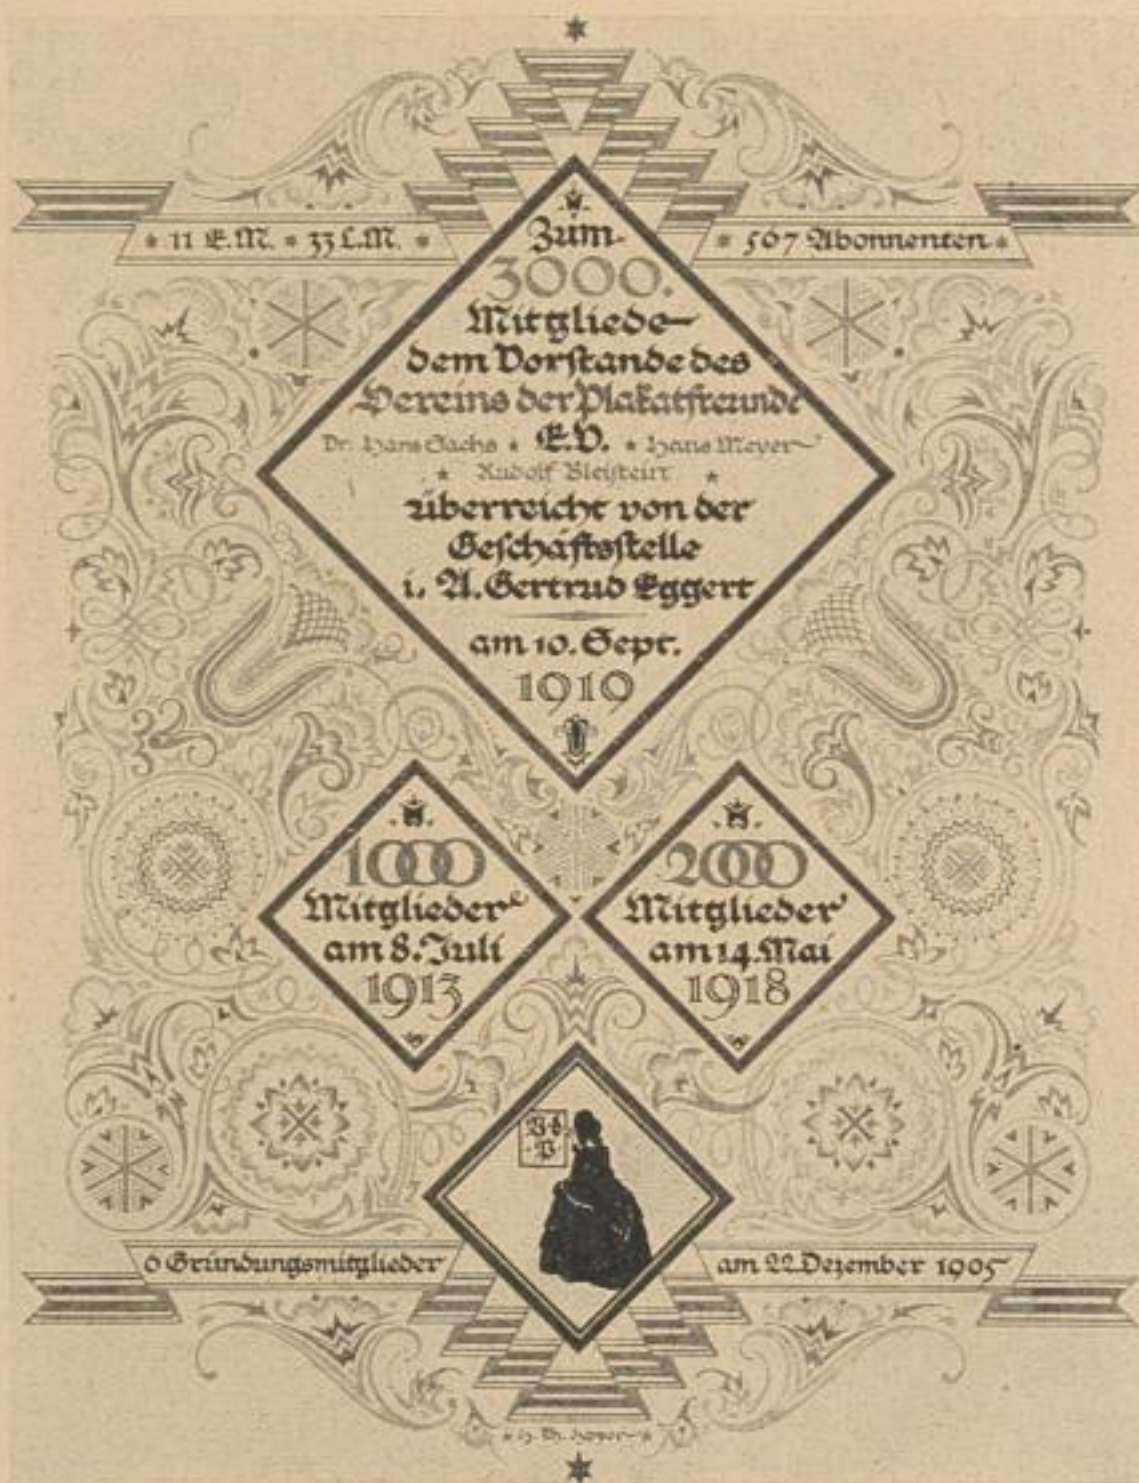 * 11 E.M. * 33 L.M. *
* 567 Abonnenten *
Zum
3000.
Mitgliede
dem Vorstande des
Vereins der Plakatfreunde
E.V.
Dr. Hans Sachs * * Hans Meyer
* Rudolf Bleistein *
überreicht von der
Geschäftsstelle
i. A. Gertrud Eggert
am 10. Sept.
1919
1000
Mitglieder
am 8. Juli
1913
2000
Mitglieder
am 14. Mai
1918
V·d
·P·
6 Gründungsmitglieder
am 22 Dezember 1905
* H. Th. Hoyer *